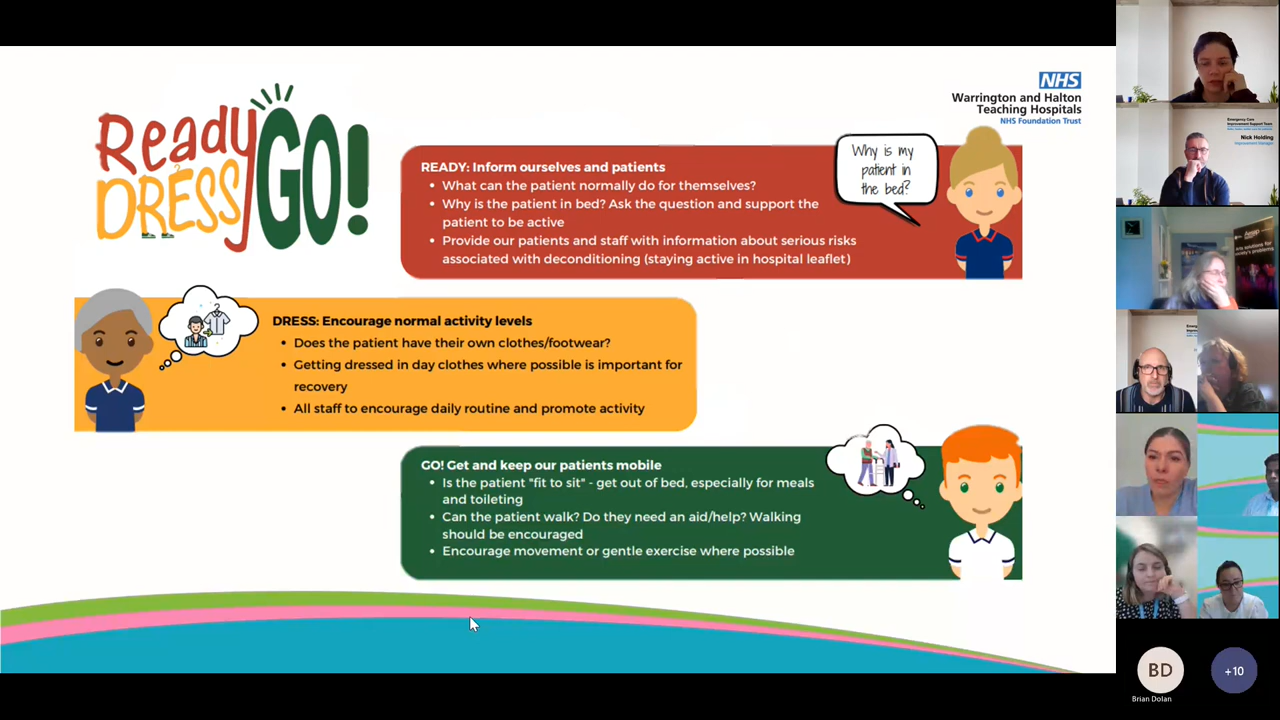 Ready
DRESS
GO!
NHS
Warrington and Halton
Teaching Hospitals
NHS Foundation Trust
READY: Inform ourselves and patients
• What can the patient normally do for themselves?
• Why is the patient in bed? Ask the question and support the
patient to be active
• Provide our patients and staff with information about serious risks
associated with deconditioning (staying active in hospital leaflet)
Why is my
patient in
the bed?
DRESS: Encourage normal activity levels
• Does the patient have their own clothes/footwear?
• Getting dressed in day clothes where possible is important for
recovery
• All staff to encourage daily routine and promote activity
GO! Get and keep our patients mobile
• Is the patient "fit to sit" - get out of bed, especially for meals
and toileting
• Can the patient walk? Do they need an aid/help? Walking
should be encouraged
• Encourage movement or gentle exercise where possible
Emergency Care
Improvement Support Team
Nick Holding
Improvement Manager
BD
Brian Dolan
+10